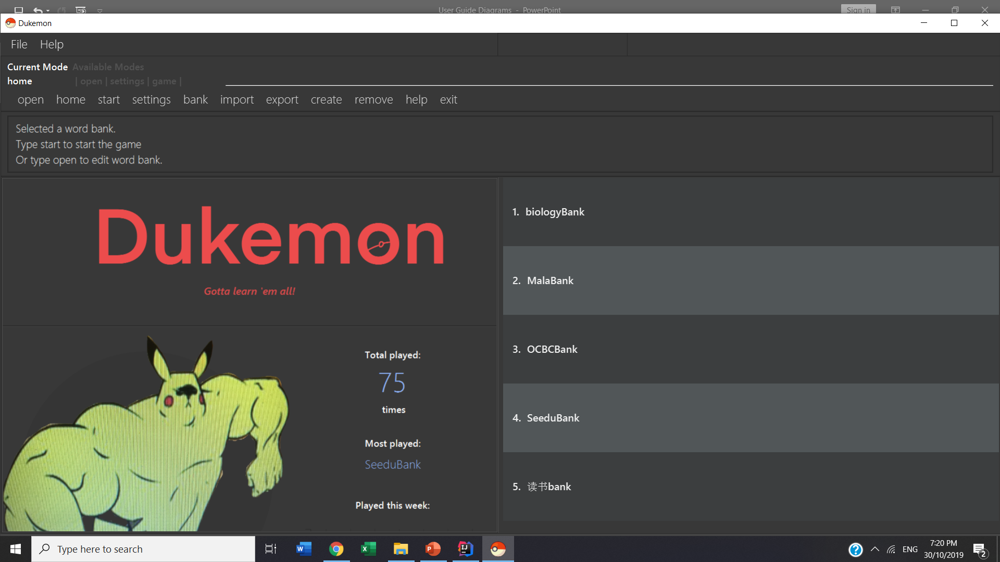 User Guide Diagrams - PowerPoint
Sign in
Dukemon
File Help
Current Mode Available Modes
home | open | settings | game |
open home start settings bank import export create remove help exit
Selected a word bank.
Type start to start the game
Or type open to edit word bank.
Dukemon
Gotta learn 'em all!
Total played:
75
times
Most played:
SeeduBank
Played this week:
1. biologyBank
2. MalaBank
3. OCBCBank
4. SeeduBank
5. 读书bank
Type here to search
ENG
7:20 PM
30/10/2019
2